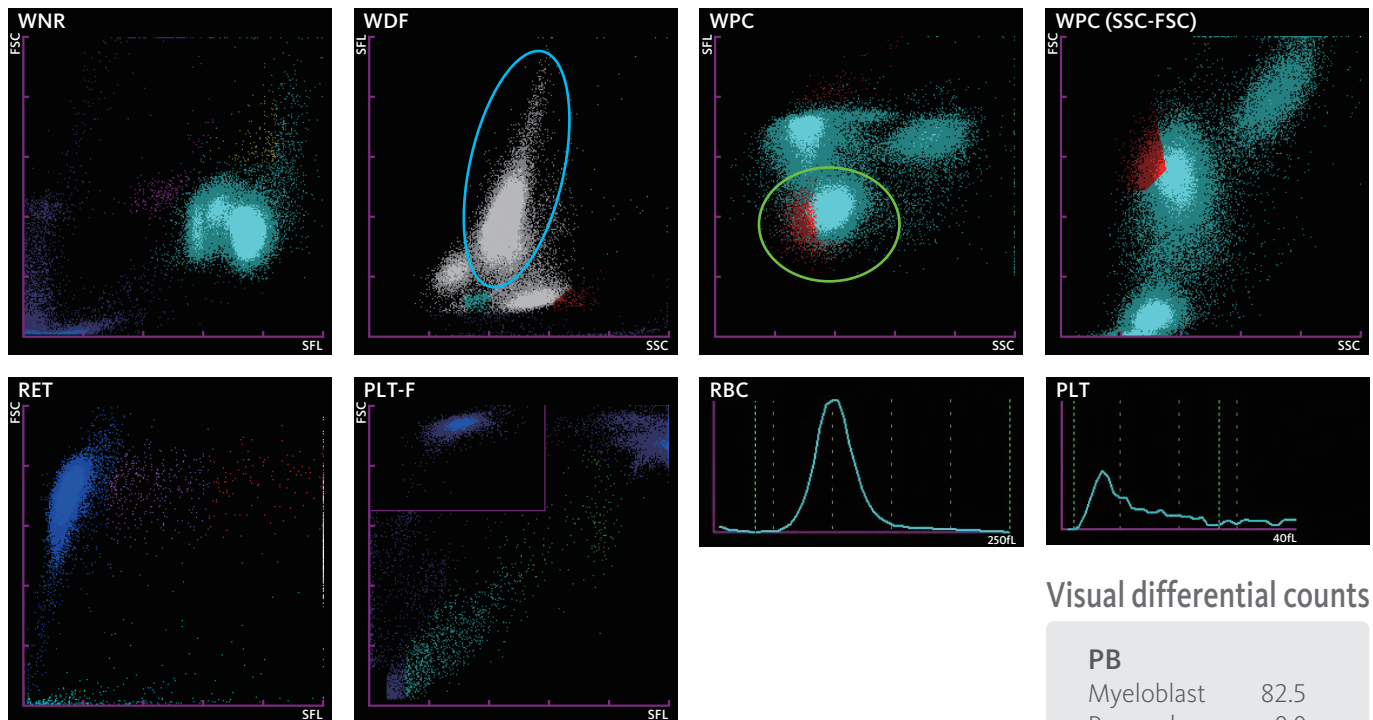 WNR
FSC
SFL
WDF
SFL
SSC
WPC
SFL
SSC
WPC (SSC-FSC)
FSC
SSC
RET
FSC
SFL
PLT-F
FSC
SFL
RBC
250fL
PLT
40fL
Visual differential counts
PB
Myeloblast 82.5